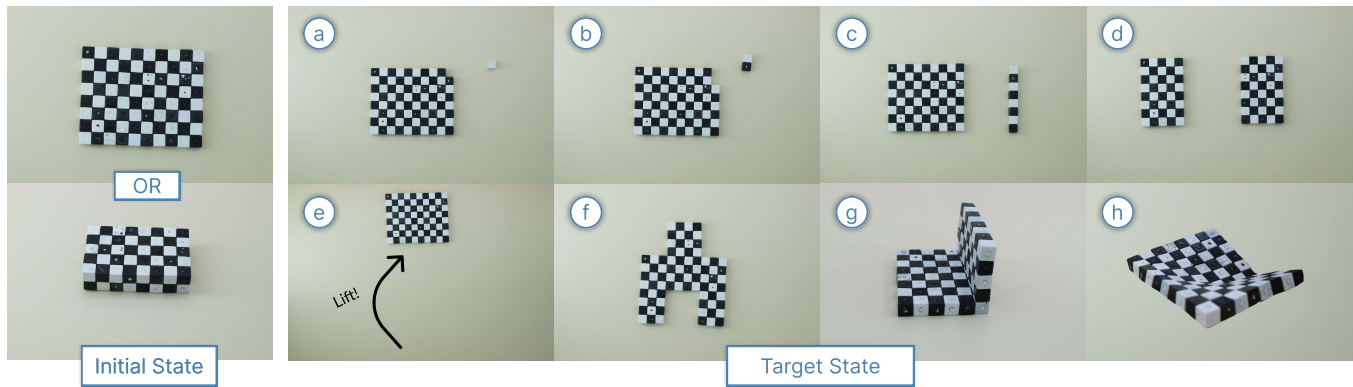 OR
Initial State
a
b
c
d
e
Lift!
f
g
h
Target State